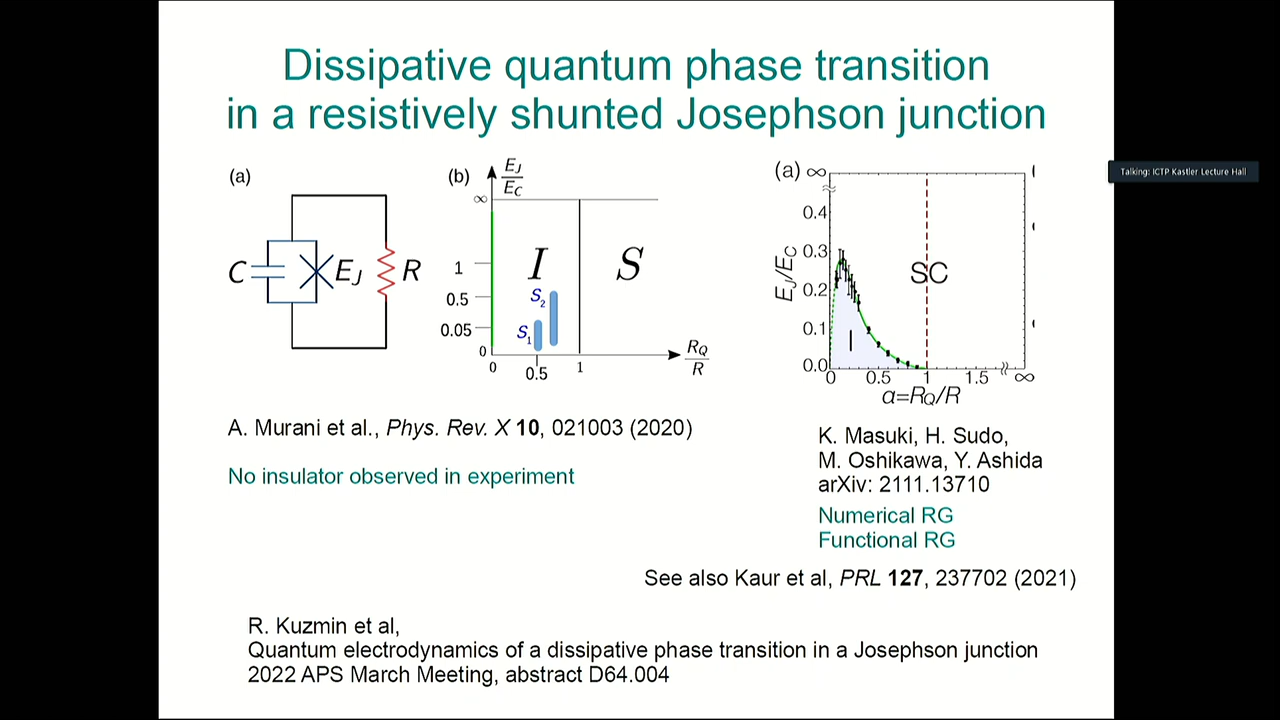 Dissipative quantum phase transition
in a resistively shunted Josephson junction
(a)
C
E_J
R
(b)
E_J
E_C
∞
I
S
1
0.5
0.05
0
S_2
S_1
0
0.5
1
R_Q
R
(a)
∞
0.4
0.3
0.2
0.1
0.0
E_J/E_C
SC
I
0
0.5
1
1.5
∞
α=R_Q/R
Talking: ICTP Kastler Lecture Hall
A. Murani et al., Phys. Rev. X 10, 021003 (2020)
No insulator observed in experiment
K. Masuki, H. Sudo,
M. Oshikawa, Y. Ashida
arXiv: 2111.13710
Numerical RG
Functional RG
See also Kaur et al, PRL 127, 237702 (2021)
R. Kuzmin et al,
Quantum electrodynamics of a dissipative phase transition in a Josephson junction
2022 APS March Meeting, abstract D64.004